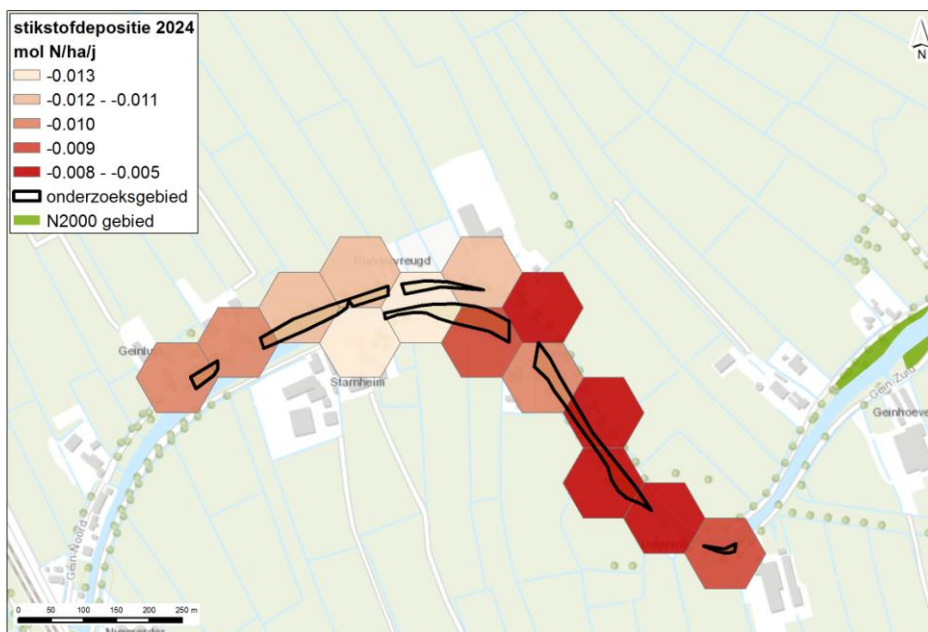 stikstofdepositie 2024
mol N/ha/j
-0.013
-0.012 - -0.011
-0.010
-0.009
-0.008 - -0.005
onderzoeksgebied
N2000 gebied
N
Starnheim
Gein-Zuid
Geinhoeve
Gein-Noord
0 50 100 150 200 250 m